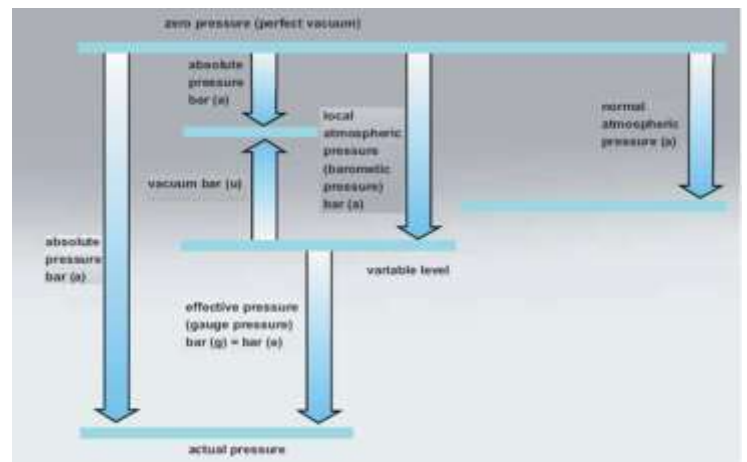 zero pressure (perfect vacuum)
absolute
pressure
bar (a)
local
atmospheric
pressure
(barometic
pressure)
bar (a)
normal
atmospheric
pressure (a)
vacuum bar (u)
absolute
pressure
bar (a)
variable level
effective pressure
(gauge pressure)
bar (g) = bar (e)
actual pressure